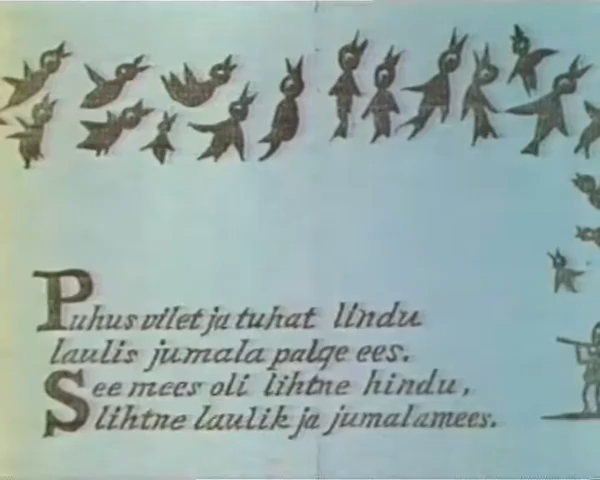 Puhus vilet ja tuhat lindu
laulis jumala palge ees.
See mees oli lihtne hindu,
lihtne laulik ja jumalamees.